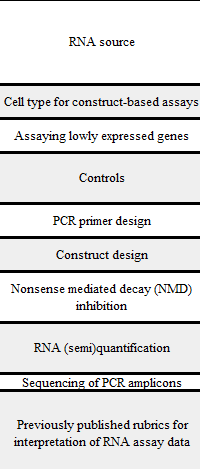 RNA source
Cell type for construct-based assays
Assaying lowly expressed genes
Controls
PCR primer design
Construct design
Nonsense mediated decay (NMD)
inhibition
RNA (semi)quantification
Sequencing of PCR amplicons
Previously published rubrics for
interpretation of RNA assay data